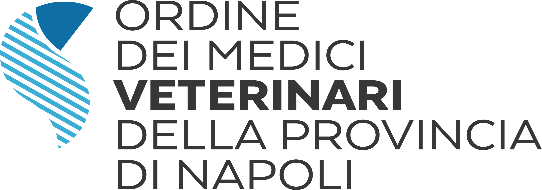 ORDINE
DEI MEDICI
VETERINARI
DELLA PROVINCIA
DI NAPOLI